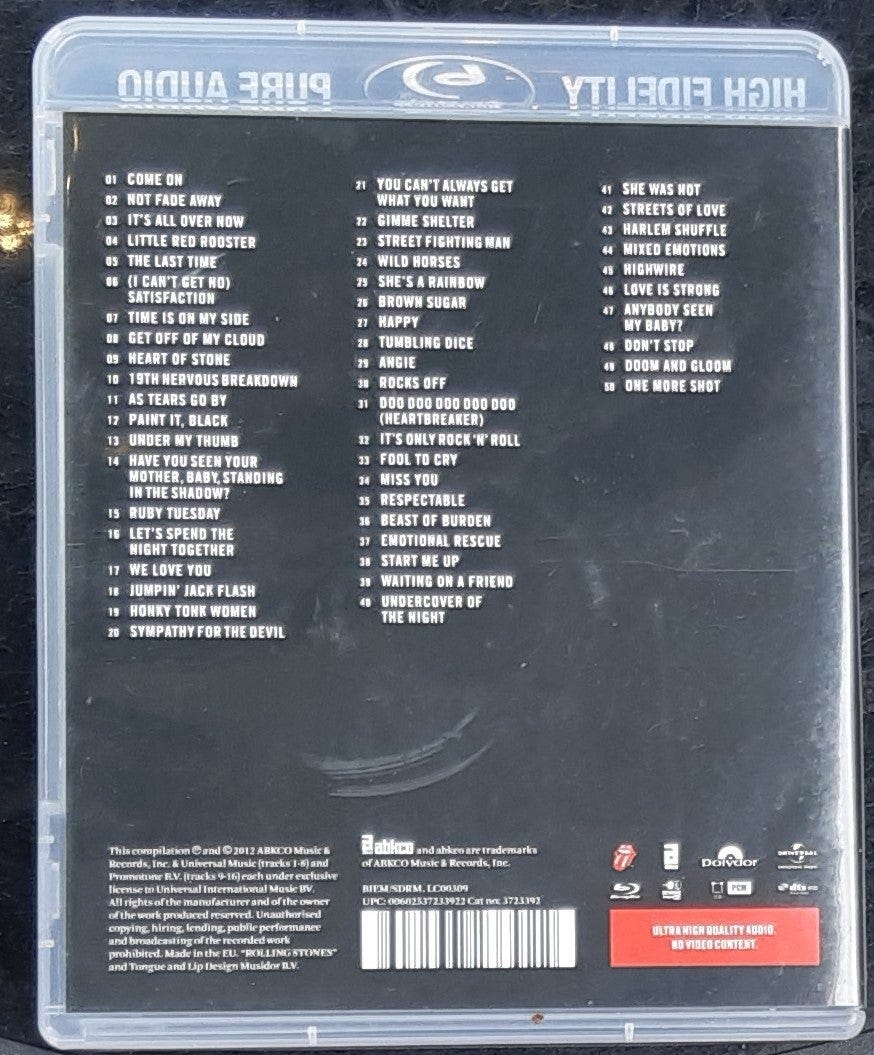 HIGH FIDELITY
PURE AUDIO
01 COME ON
02 NOT FADE AWAY
03 IT'S ALL OVER NOW
04 LITTLE RED ROOSTER
05 THE LAST TIME
06 (I CAN'T GET NO)
SATISFACTION
07 TIME IS ON MY SIDE
08 GET OFF OF MY CLOUD
09 HEART OF STONE
10 19TH NERVOUS BREAKDOWN
11 AS TEARS GO BY
12 PAINT IT, BLACK
13 UNDER MY THUMB
14 HAVE YOU SEEN YOUR
MOTHER, BABY, STANDING
IN THE SHADOW?
15 RUBY TUESDAY
16 LET'S SPEND THE
NIGHT TOGETHER
17 WE LOVE YOU
18 JUMPIN' JACK FLASH
19 HONKY TONK WOMEN
20 SYMPATHY FOR THE DEVIL
21 YOU CAN'T ALWAYS GET
WHAT YOU WANT
22 GIMME SHELTER
23 STREET FIGHTING MAN
24 WILD HORSES
25 SHE'S A RAINBOW
26 BROWN SUGAR
27 HAPPY
28 TUMBLING DICE
29 ANGIE
30 ROCKS OFF
31 DOO DOO DOO DOO DOO
(HEARTBREAKER)
32 IT'S ONLY ROCK 'N' ROLL
33 FOOL TO CRY
34 MISS YOU
35 RESPECTABLE
36 BEAST OF BURDEN
37 EMOTIONAL RESCUE
38 START ME UP
39 WAITING ON A FRIEND
40 UNDERCOVER OF
THE NIGHT
41 SHE WAS HOT
42 STREETS OF LOVE
43 HARLEM SHUFFLE
44 MIXED EMOTIONS
45 HIGHWIRE
46 LOVE IS STRONG
47 ANYBODY SEEN
MY BABY?
48 DON'T STOP
49 DOOM AND GLOOM
50 ONE MORE SHOT
This compilation ℗ and © 2012 ABKCO Music &
Records, Inc. & Universal Music (tracks 1-8) and
Promotone B.V. (tracks 9-16) each under exclusive
license to Universal International Music BV.
All rights of the manufacturer and of the owner
of the work produced reserved. Unauthorised
copying, hiring, lending, public performance
and broadcasting of the recorded work
prohibited. Made in the EU. "ROLLING STONES"
and Tongue and Lip Design Musidor B.V.
abkco and abkco are trademarks
of ABKCO Music & Records, Inc.
BIEM/SDRM, LC00309
UPC: 00602337233922 Cat no: 3723392
Polydor
UNIVERSAL
PCM
dts
ULTRA HIGH QUALITY AUDIO.
NO VIDEO CONTENT.